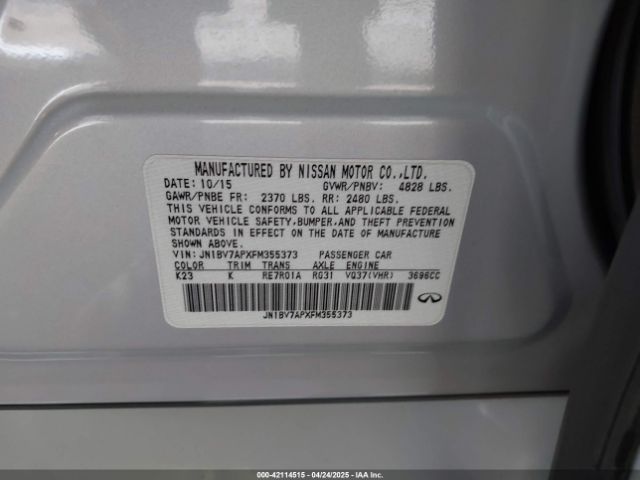 MANUFACTURED BY NISSAN MOTOR CO.,LTD.
DATE: 10/15 GVWR/PNBV: 4828 LBS.
GAWR/PNBE FR: 2370 LBS. RR: 2480 LBS.
THIS VEHICLE CONFORMS TO ALL APPLICABLE FEDERAL
MOTOR VEHICLE SAFETY, BUMPER, AND THEFT PREVENTION
STANDARDS IN EFFECT ON THE DATE OF MANUFACTURE
SHOWN ABOVE.
VIN: JN1BV7APXFM355373 PASSENGER CAR
COLOR TRIM TRANS AXLE ENGINE
K23 K RE7R01A RG31 VQ37(VHR) 3696CC
JN1BV7APXFM355373
INFINITI
000-42114515 - 04/24/2025 - IAAI.COM